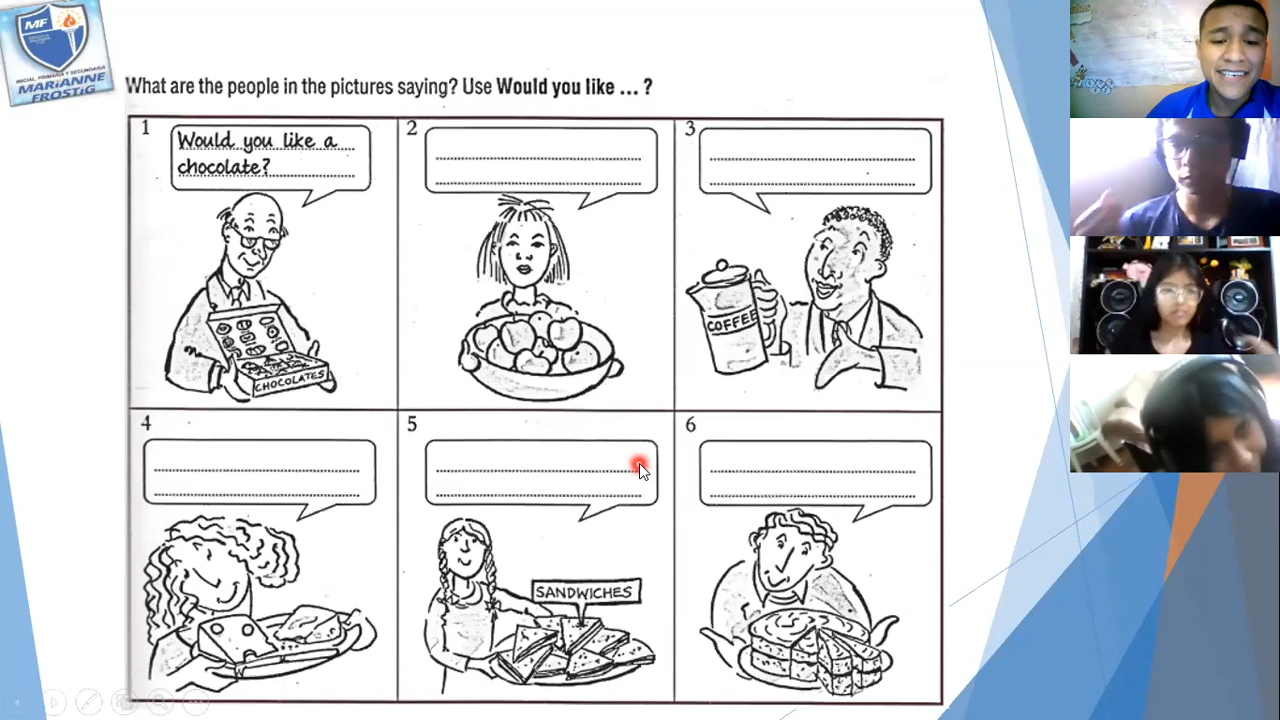 MF
INICIAL, PRIMARIA Y SECUNDARIA
MARIANNE
FROSTIG
What are the people in the pictures saying? Use Would you like ... ?
1
Would you like a
chocolate?
CHOCOLATES
2
3
COFFEE
4
5
SANDWICHES
6